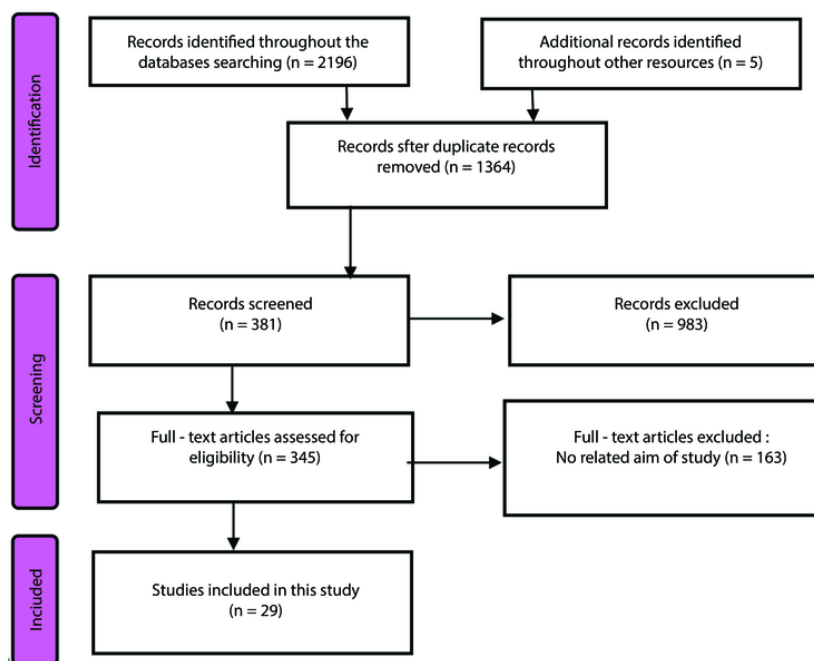 Identification
Records identified throughout the
databases searching (n = 2196)
Additional records identified
throughout other resources (n = 5)
Records sfter duplicate records
removed (n = 1364)
Screening
Records screened
(n = 381)
Records excluded
(n = 983)
Full - text articles assessed for
eligibility (n = 345)
Full - text articles excluded :
No related aim of study (n = 163)
Inciuded
Studies included in this study
(n = 29)